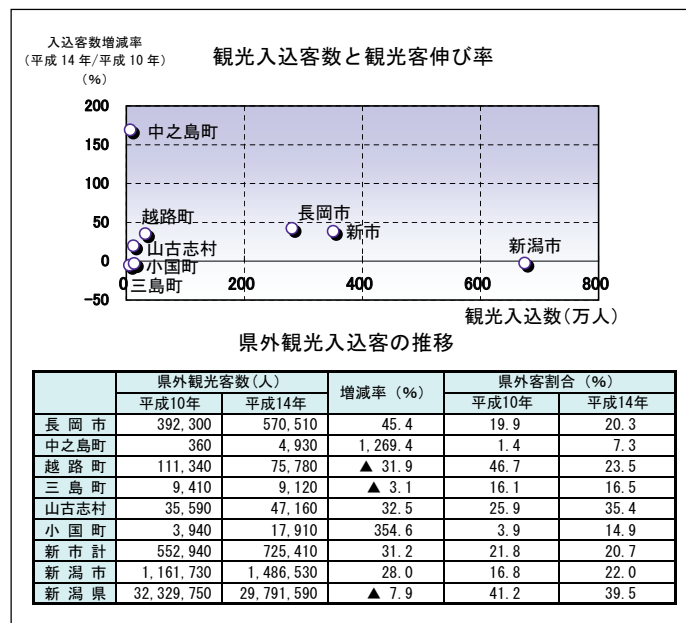 入込客数増減率
(平成14年/平成10年)
(%)
観光入込客数と観光客伸び率
200
150
100
50
0
-50
中之島町
越路町
山古志村
小国町
三島町
長岡市
新市
新潟市
0 200 400 600 800
観光入込数(万人)
県外観光入込客の推移
県外観光客数(人) 増減率(%) 県外客割合(%)
平成10年 平成14年 平成10年 平成14年
長岡市 392,300 570,510 45.4 19.9 20.3
中之島町 360 4,930 1,269.4 1.4 7.3
越路町 111,340 75,780 ▲ 31.9 46.7 23.5
三島町 9,410 9,120 ▲ 3.1 16.1 16.5
山古志村 35,590 47,160 32.5 25.9 35.4
小国町 3,940 17,910 354.6 3.9 14.9
新市計 552,940 725,410 31.2 21.8 20.7
新潟市 1,161,730 1,486,530 28.0 16.8 22.0
新潟県 32,329,750 29,791,590 ▲ 7.9 41.2 39.5